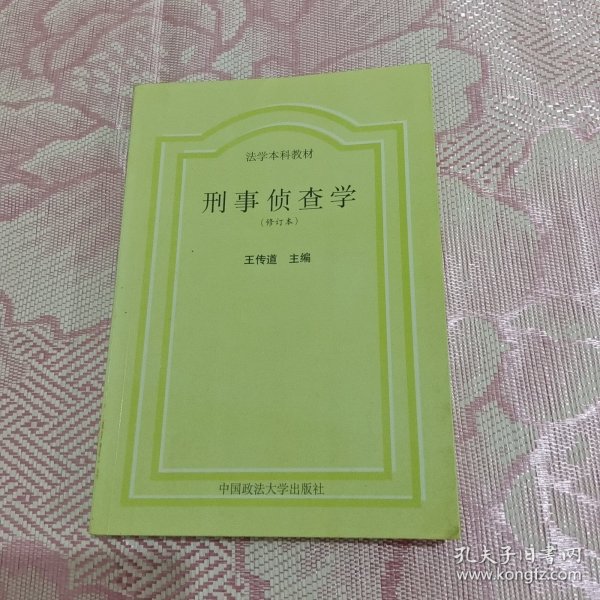 法学本科教材
刑事侦查学
(修订本)
王传道 主编
中国政法大学出版社
孔夫子旧书网
www.kongfz.com